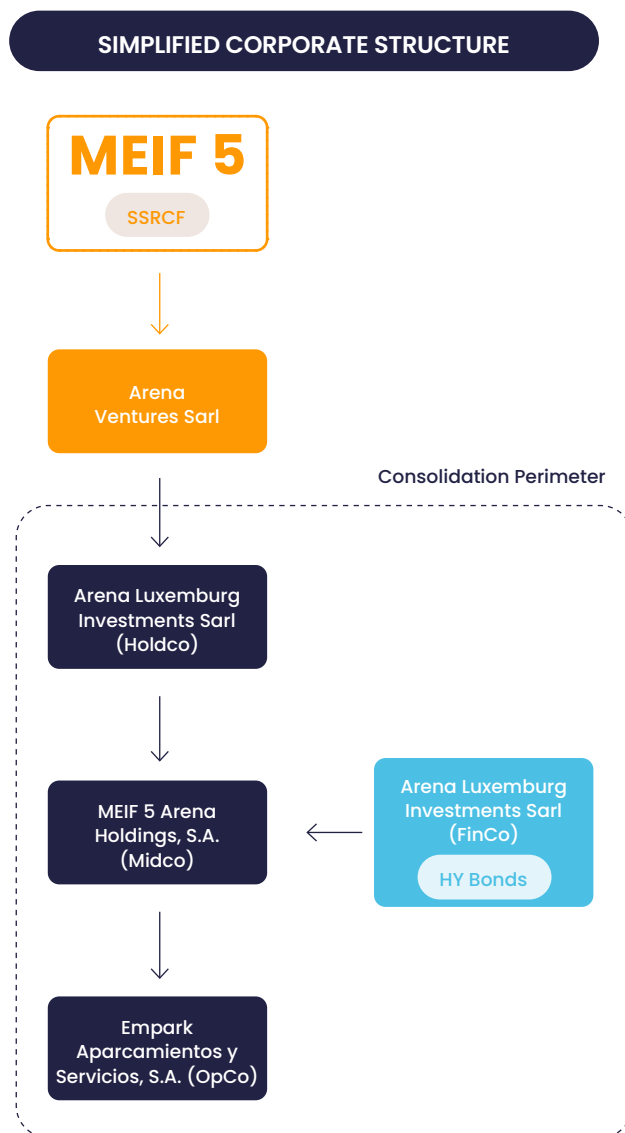 SIMPLIFIED CORPORATE STRUCTURE
MEIF 5
SSRCF
Arena
Ventures Sarl
Consolidation Perimeter
Arena Luxemburg
Investments Sarl
(Holdco)
MEIF 5 Arena
Holdings, S.A.
(Midco)
Arena Luxemburg
Investments Sarl
(FinCo)
HY Bonds
Empark
Aparcamientos y
Servicios, S.A. (OpCo)